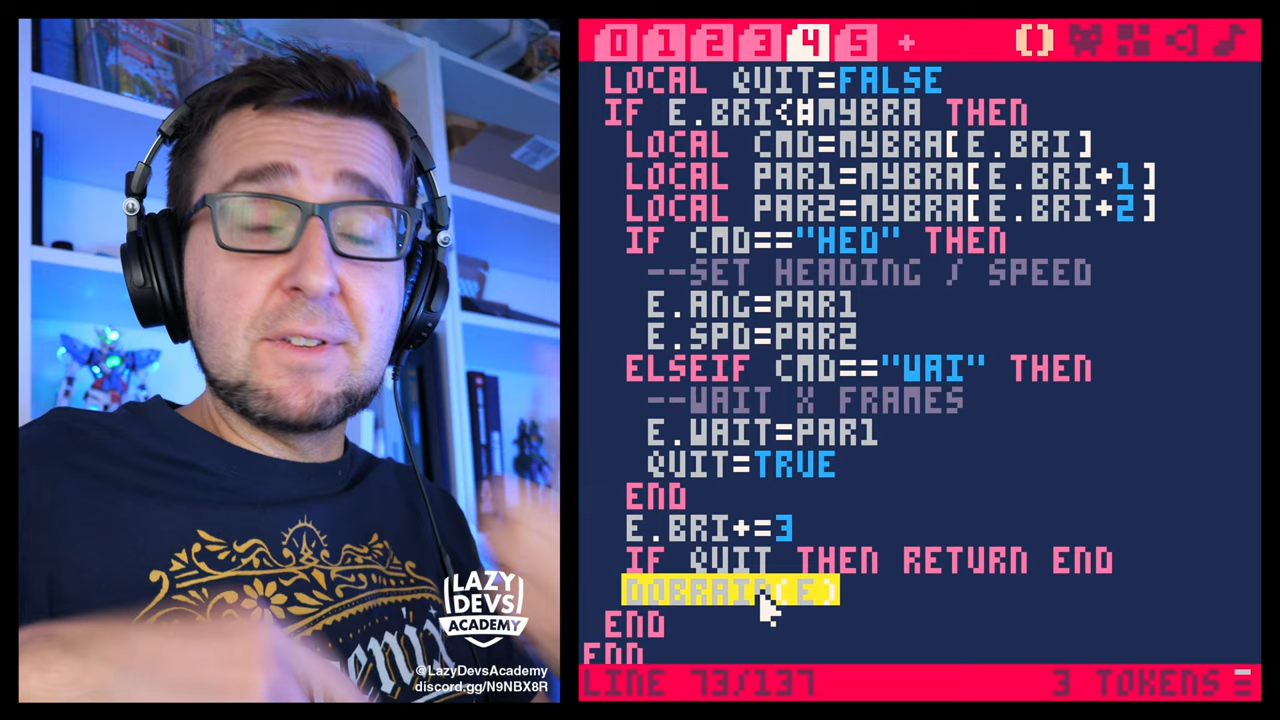 0 1 2 3 4 5 +
LOCAL QUIT=FALSE
IF E.BRI<#MYBRA THEN
LOCAL CMD=MYBRA[E.BRI]
LOCAL PAR1=MYBRA[E.BRI+1]
LOCAL PAR2=MYBRA[E.BRI+2]
IF CMD=="HED" THEN
--SET HEADING / SPEED
E.ANG=PAR1
E.SPD=PAR2
ELSEIF CMD=="WAI" THEN
--WAIT X FRAMES
E.WAIT=PAR1
QUIT=TRUE
END
E.BRI+=3
IF QUIT THEN RETURN END
DOBRAIN(E)
END
END
LINE 73/137 3 TOKENS
LAZY
DEVS
ACADEMY
@LazyDevsAcademy
discord.gg/N9NBX8R